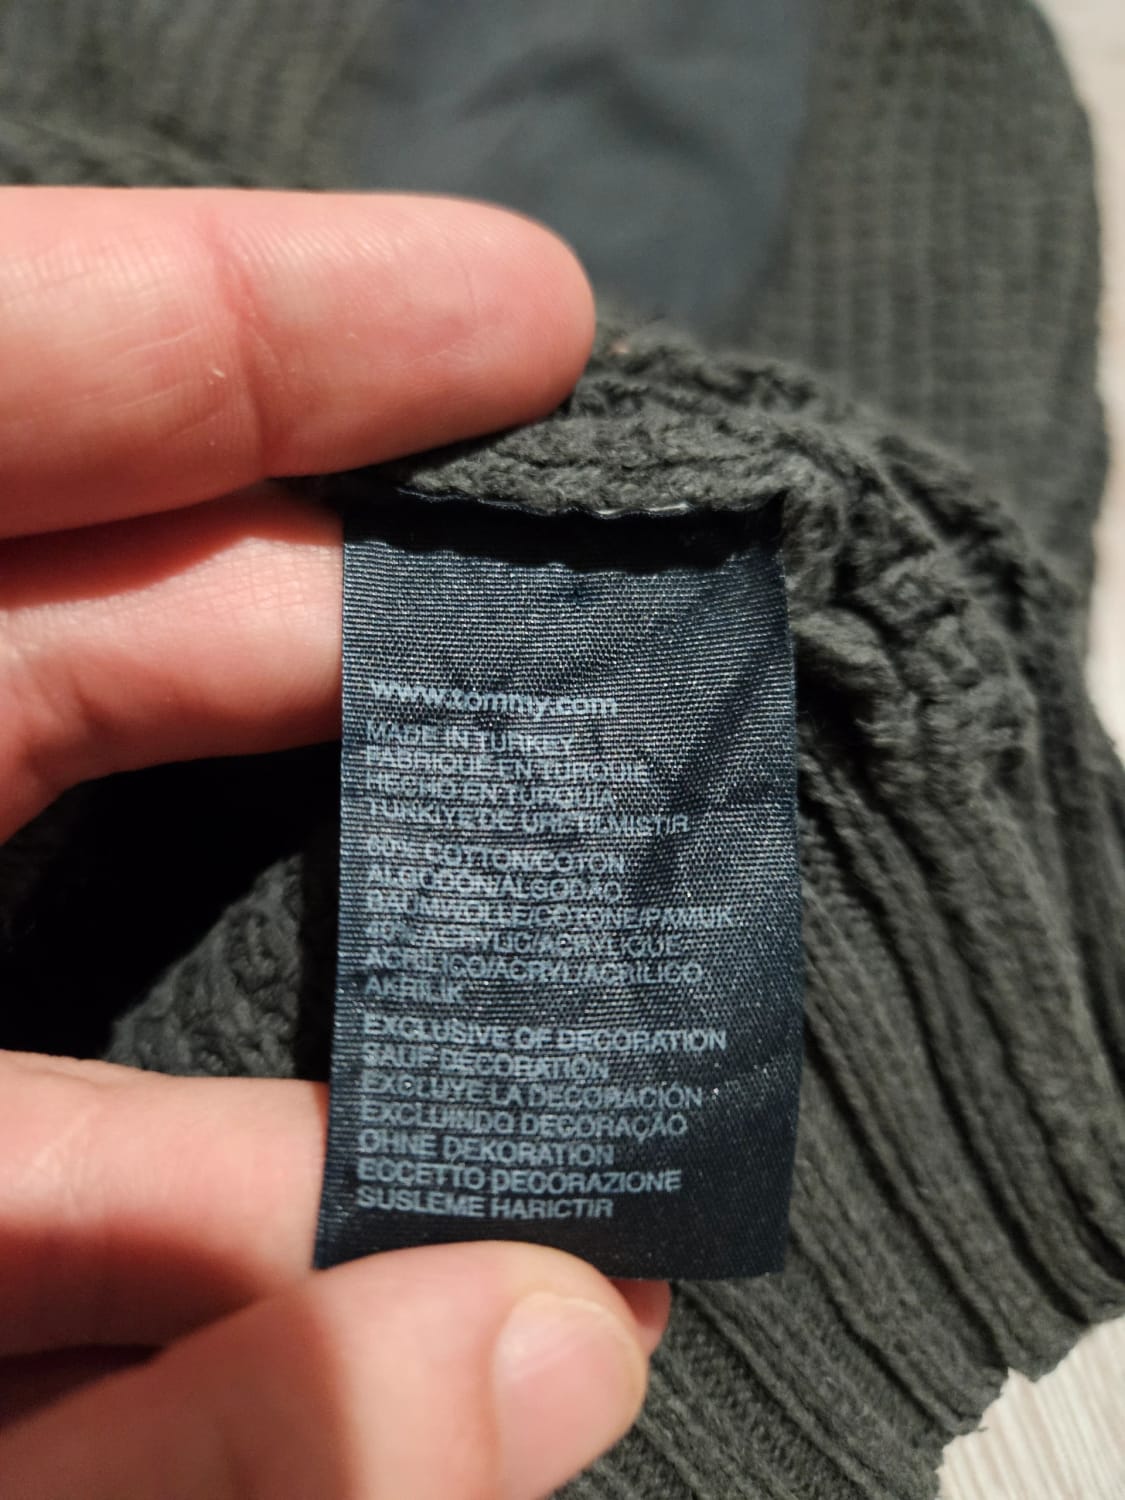 www.tommy.com
MADE IN TURKEY
FABRIQUE EN TURQUIE
HECHO EN TURQUIA
TURKIYE'DE URETILMISTIR
60% COTTON/COTON
ALGODON/ALGODAO
BAUMWOLLE/COTONE/PAMUK
40% ACRYLIC/ACRYLIQUE
ACRILICO/ACRYL/ACRILICO
AKRILIK
EXCLUSIVE OF DECORATION
SAUF DECORATION
EXCLUYE LA DECORACIÓN
EXCLUINDO DECORAÇÃO
OHNE DEKORATION
ECCETTO DECORAZIONE
SUSLEME HARICTIR